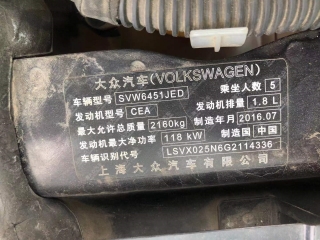 大众汽车(VOLKSWAGEN)
车辆型号 SVW6451JED 乘坐人数 5
发动机型号 CEA 发动机排量 1.8 L
最大允许总质量 2160kg 制造年月 2016.07
发动机最大净功率 118 kW 制造国 中国
车辆识别代号 LSVX025N6G2114336
上海大众汽车有限公司